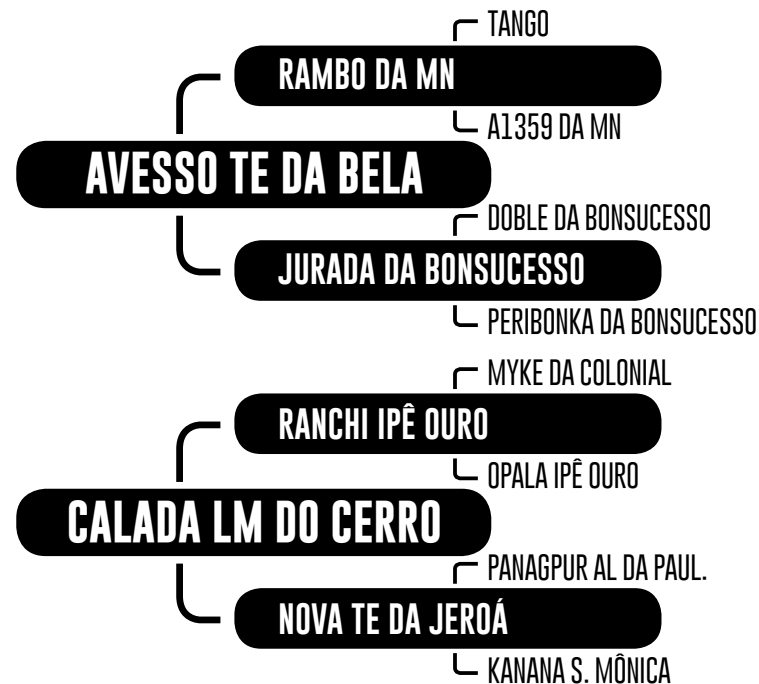 TANGO
RAMBO DA MN
A1359 DA MN
AVESSO TE DA BELA
DOBLE DA BONSUCESSO
JURADA DA BONSUCESSO
PERIBONKA DA BONSUCESSO
MYKE DA COLONIAL
RANCHI IPÊ OURO
OPALA IPÊ OURO
CALADA LM DO CERRO
PANAGPUR AL DA PAUL.
NOVA TE DA JEROÁ
KANANA S. MÔNICA